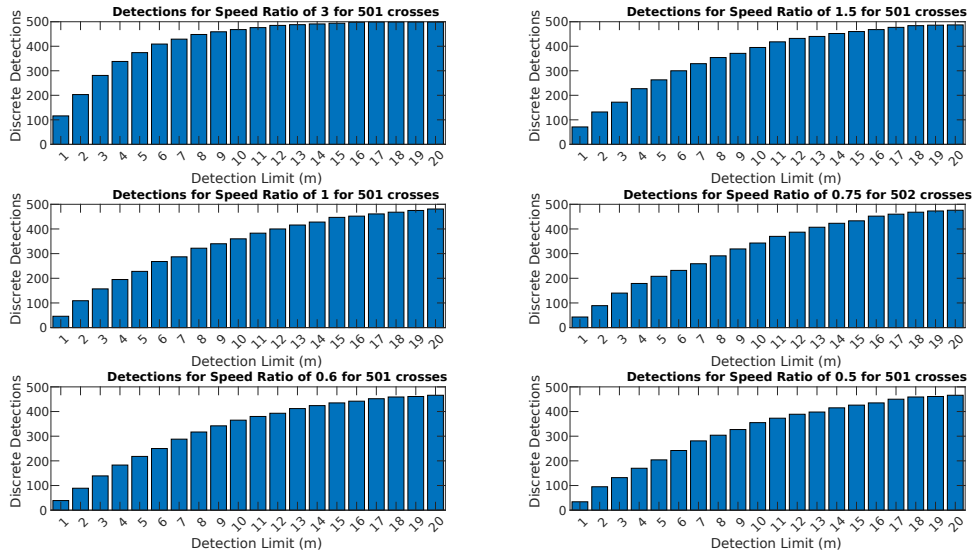 Detections for Speed Ratio of 3 for 501 crosses
Discrete Detections
500
400
300
200
100
0
1 2 3 4 5 6 7 8 9 10 11 12 13 14 15 16 17 18 19 20
Detection Limit (m)
Detections for Speed Ratio of 1.5 for 501 crosses
Discrete Detections
500
400
300
200
100
0
1 2 3 4 5 6 7 8 9 10 11 12 13 14 15 16 17 18 19 20
Detection Limit (m)
Detections for Speed Ratio of 1 for 501 crosses
Discrete Detections
500
400
300
200
100
0
1 2 3 4 5 6 7 8 9 10 11 12 13 14 15 16 17 18 19 20
Detection Limit (m)
Detections for Speed Ratio of 0.75 for 502 crosses
Discrete Detections
500
400
300
200
100
0
1 2 3 4 5 6 7 8 9 10 11 12 13 14 15 16 17 18 19 20
Detection Limit (m)
Detections for Speed Ratio of 0.6 for 501 crosses
Discrete Detections
500
400
300
200
100
0
1 2 3 4 5 6 7 8 9 10 11 12 13 14 15 16 17 18 19 20
Detection Limit (m)
Detections for Speed Ratio of 0.5 for 501 crosses
Discrete Detections
500
400
300
200
100
0
1 2 3 4 5 6 7 8 9 10 11 12 13 14 15 16 17 18 19 20
Detection Limit (m)